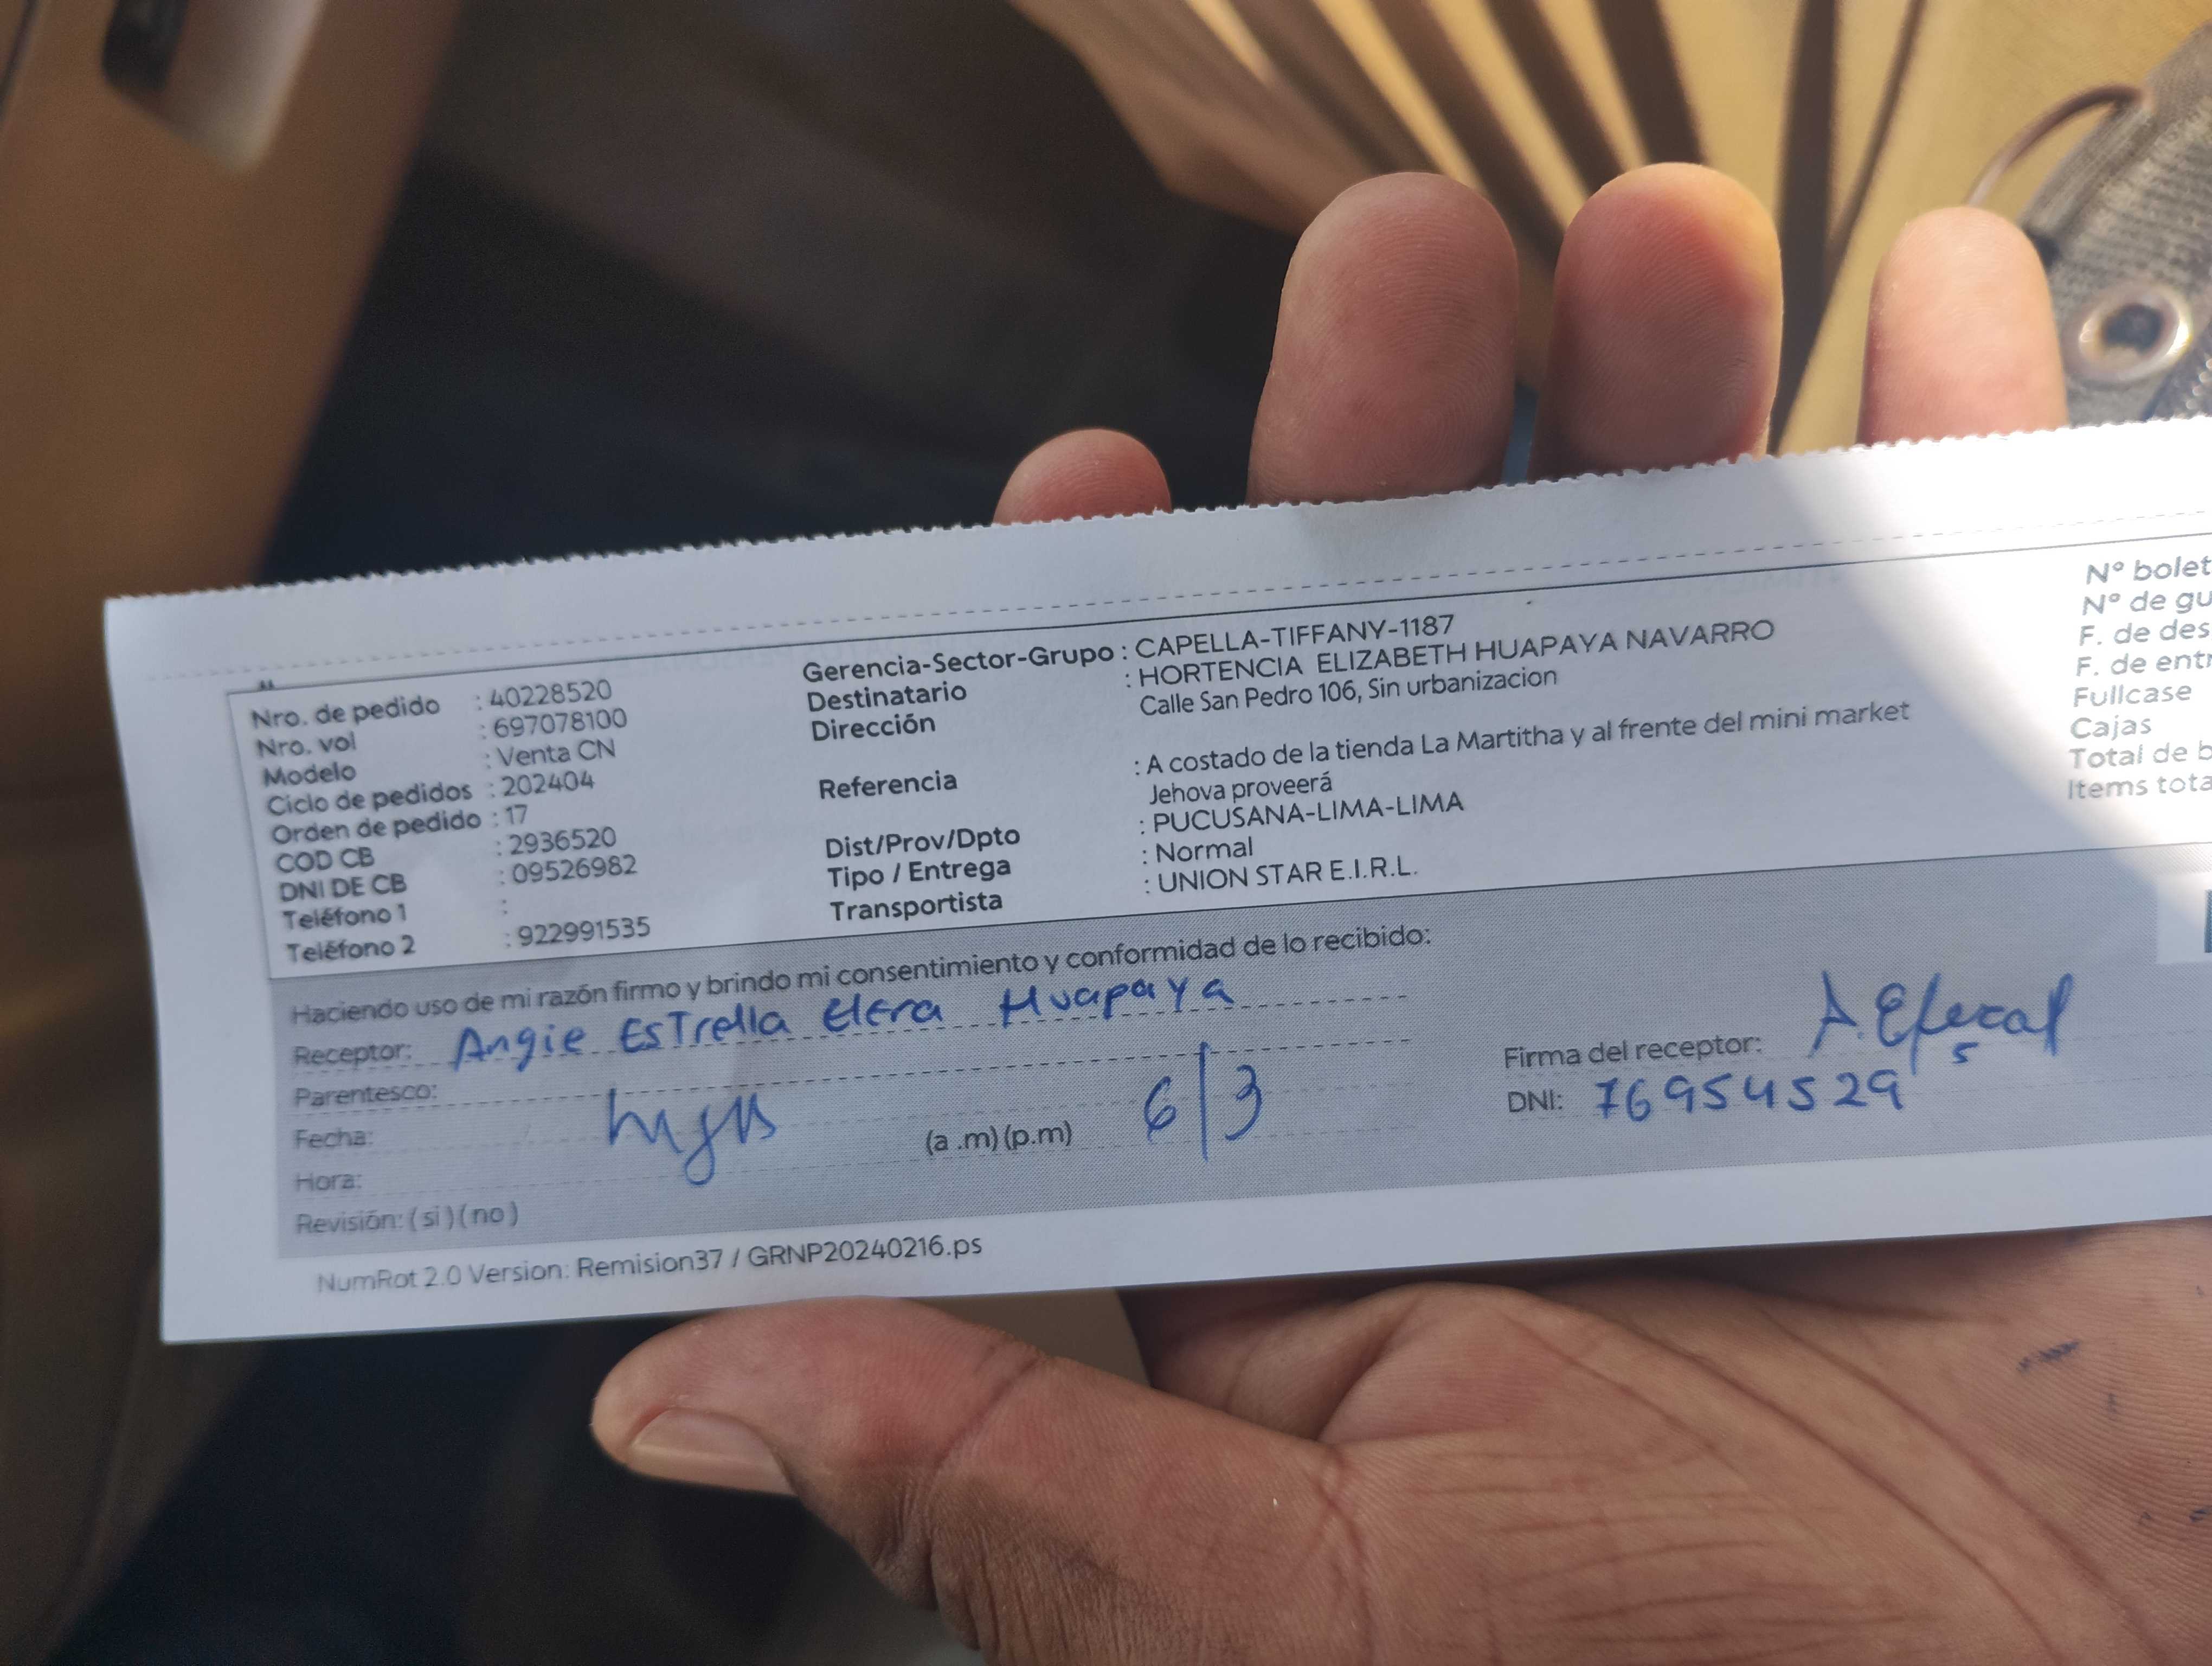 Nro. de pedido : 40228520
Nro. vol : 697078100
Modelo : Venta CN
Ciclo de pedidos : 202404
Orden de pedido : 17
COD CB : 2936520
DNI DE CB : 09526982
Teléfono 1 :
Teléfono 2 : 922991535
Gerencia-Sector-Grupo : CAPELLA-TIFFANY-1187
Destinatario : HORTENCIA ELIZABETH HUAPAYA NAVARRO
Dirección Calle San Pedro 106, Sin urbanizacion
Referencia : A costado de la tienda La Martitha y al frente del mini market
Jehova proveerá
Dist/Prov/Dpto : PUCUSANA-LIMA-LIMA
Tipo / Entrega : Normal
Transportista : UNION STAR E.I.R.L.
N° bolet
N° de gu
F. de des
F. de entr
Fullcase
Cajas
Total de b
Items tota
Haciendo uso de mi razón firmo y brindo mi consentimiento y conformidad de lo recibido:
Receptor: Angie EsTrella Elera Huapaya
Parentesco:
Fecha:
Hora: (a .m) (p.m) 6/3
Revisión: ( si ) ( no )
Firma del receptor:
DNI: 76954529
NumRot 2.0 Version: Remision37 / GRNP20240216.ps